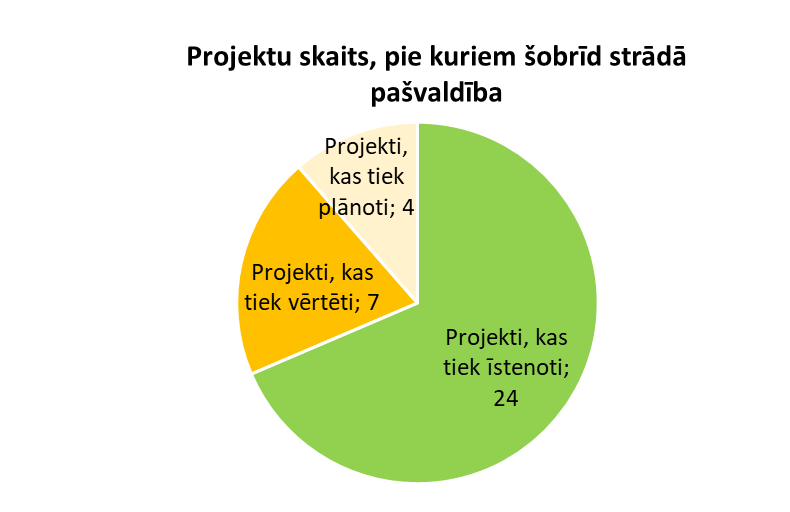 Projektu skaits, pie kuriem šobrīd strādā
pašvaldība
Projekti,
kas tiek
plānoti; 4
Projekti, kas
tiek vērtēti; 7
Projekti, kas
tiek īstenoti;
24